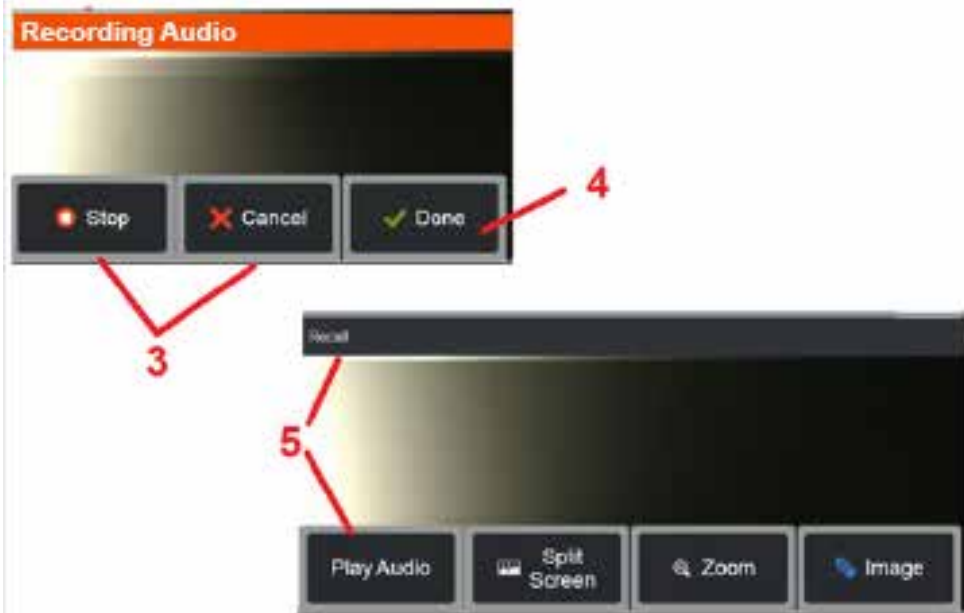 Recording Audio
Stop
Cancel
Done
4
3
Recall
5
Play Audio
Split
Screen
Zoom
Image